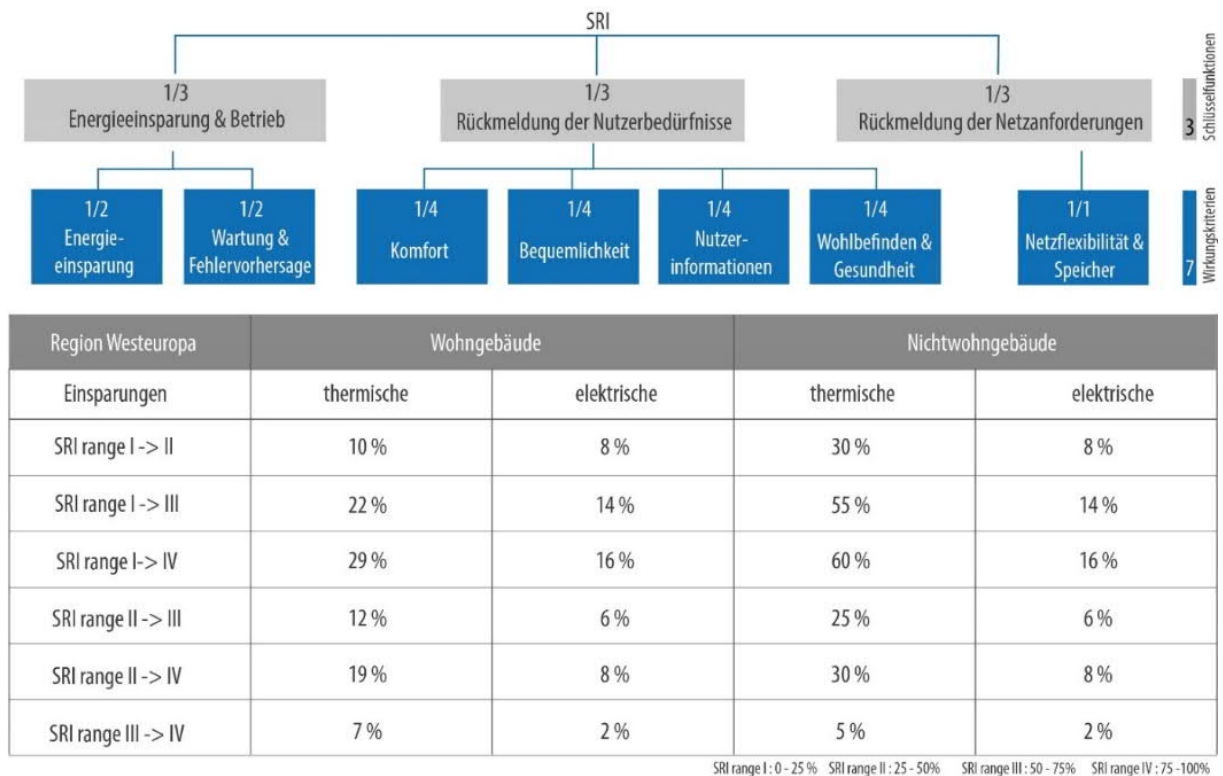 SRI
1/3
Energieeinsparung & Betrieb
1/3
Rückmeldung der Nutzerbedürfnisse
1/3
Rückmeldung der Netzanforderungen
3
Schlüsselfunktionen
1/2
Energie-
einsparung
1/2
Wartung &
Fehlervorhersage
1/4
Komfort
1/4
Bequemlichkeit
1/4
Nutzer-
informationen
1/4
Wohlbefinden &
Gesundheit
1/1
Netzflexibilität &
Speicher
7
Wirkungskriterien
Region Westeuropa Wohngebäude Nichtwohngebäude
Einsparungen thermische elektrische thermische elektrische
SRI range I -> II 10 % 8 % 30 % 8 %
SRI range I -> III 22 % 14 % 55 % 14 %
SRI range I-> IV 29 % 16 % 60 % 16 %
SRI range II -> III 12 % 6 % 25 % 6 %
SRI range II -> IV 19 % 8 % 30 % 8 %
SRI range III -> IV 7 % 2 % 5 % 2 %
SRI range I : 0 - 25 % SRI range II : 25 - 50% SRI range III : 50 - 75% SRI range IV : 75 -100%